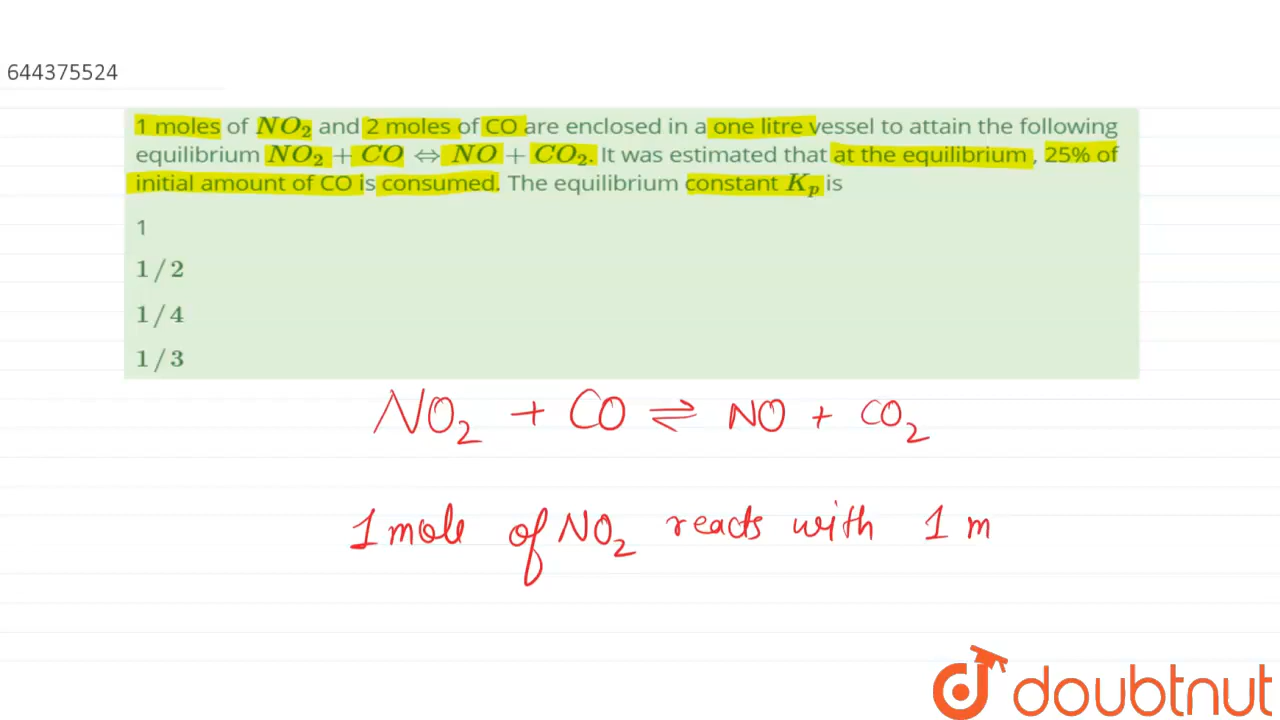 644375524
1 moles of NO₂ and 2 moles of CO are enclosed in a one litre vessel to attain the following
equilibrium NO₂ + CO ⇔ NO + CO₂. It was estimated that at the equilibrium , 25% of
initial amount of CO is consumed. The equilibrium constant Kₚ is
1
1/2
1/4
1/3
NO₂ + CO ⇌ NO + CO₂
1 mole of NO₂ reacts with 1 m
doubtnut